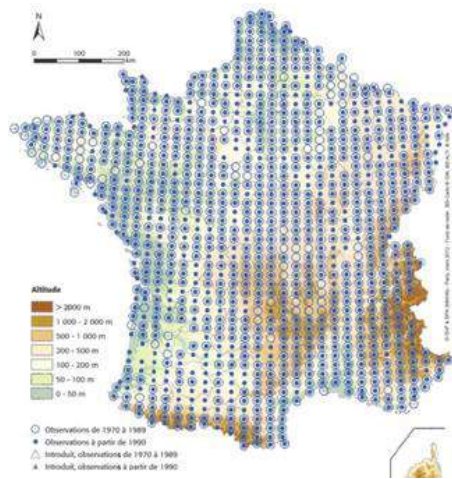 N
0 100 200
km
Altitude
> 2000 m
1 000 - 2 000 m
500 - 1 000 m
200 - 500 m
100 - 200 m
50 - 100 m
0 - 50 m
Observations de 1970 à 1989
Observations à partir de 1990
Introduit, observations de 1970 à 1989
Introduit, observations à partir de 1990